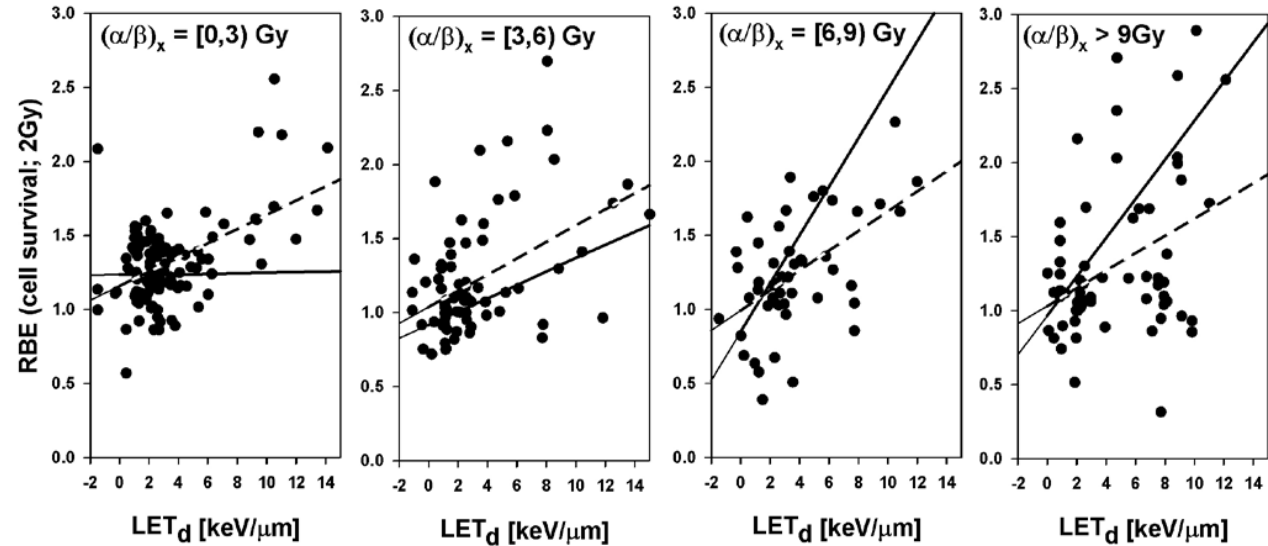 RBE (cell survival; 2Gy)
(α/β)x = [0,3) Gy
3.0
2.5
2.0
1.5
1.0
0.5
0.0
-2 0 2 4 6 8 10 12 14
LETd [keV/μm]
(α/β)x = [3,6) Gy
3.0
2.5
2.0
1.5
1.0
0.5
0.0
-2 0 2 4 6 8 10 12 14
LETd [keV/μm]
(α/β)x = [6,9) Gy
3.0
2.5
2.0
1.5
1.0
0.5
0.0
-2 0 2 4 6 8 10 12 14
LETd [keV/μm]
(α/β)x > 9Gy
3.0
2.5
2.0
1.5
1.0
0.5
0.0
-2 0 2 4 6 8 10 12 14
LETd [keV/μm]